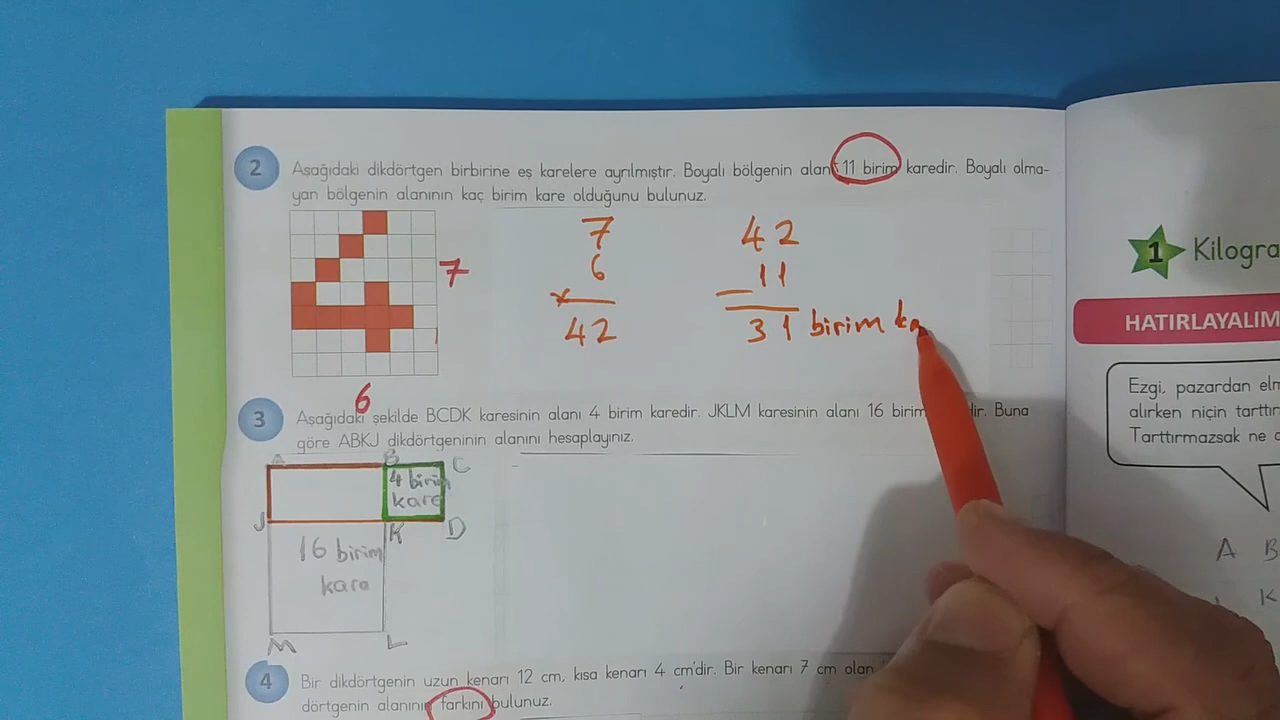 2 Aşağıdaki dikdörtgen birbirine eş karelere ayrılmıştır. Boyalı bölgenin alanı 11 birim karedir. Boyalı olma-
yan bölgenin alanının kaç birim kare olduğunu bulunuz.
7
6
7
6
x
42
42
11
-
31 birim ka
3 Aşağıdaki şekilde BCDK karesinin alanı 4 birim karedir. JKLM karesinin alanı 16 birim Buna
göre ABKJ dikdörtgeninin alanını hesaplayınız.
A B C
4 birim
kare
J K D
16 birim
kare
M L
4 Bir dikdörtgenin uzun kenarı 12 cm, kısa kenarı 4 cm'dir. Bir kenarı 7 cm olan
dörtgenin alanının farkını bulunuz.
1 Kilogra
HATIRLAYALIM
Ezgi, pazardan elm
alırken niçin tarttır
Tarttırmazsak ne
A B
K